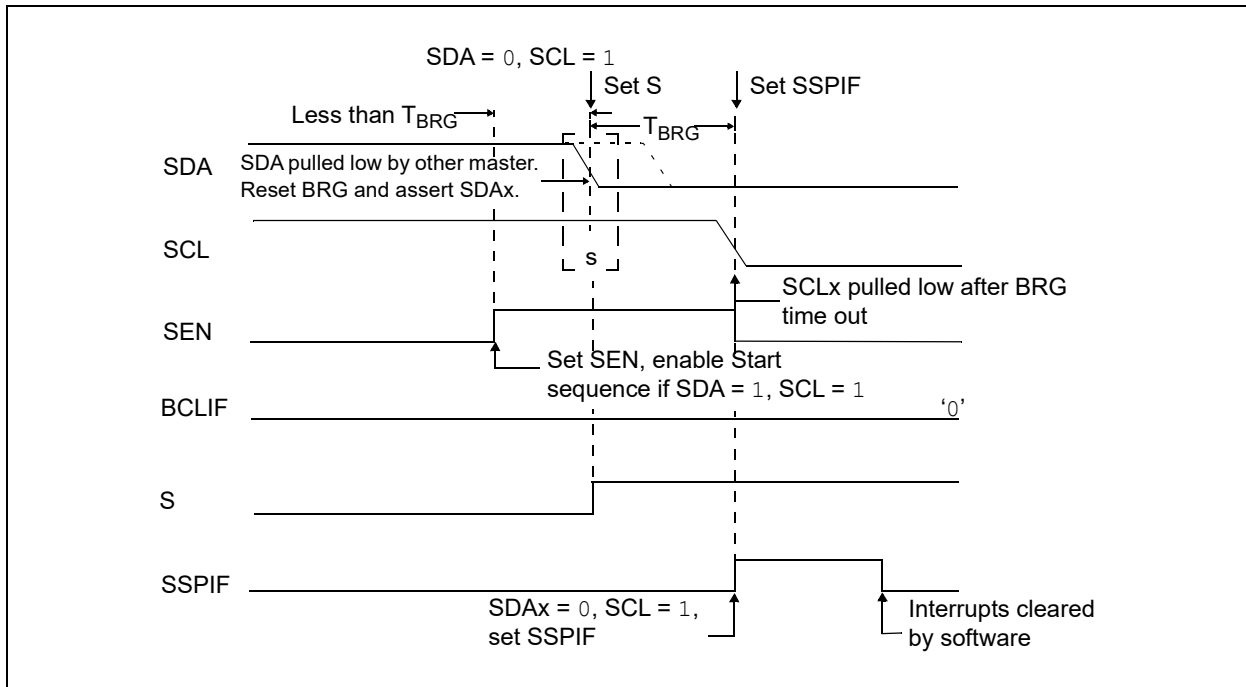 SDA = 0, SCL = 1
Set S
Set SSPIF
Less than TBRG
TBRG
SDA
SDA pulled low by other master.
Reset BRG and assert SDAx.
SCL
s
SCLx pulled low after BRG
time out
SEN
Set SEN, enable Start
sequence if SDA = 1, SCL = 1
BCLIF
‘0’
S
SSPIF
SDAx = 0, SCL = 1,
set SSPIF
Interrupts cleared
by software